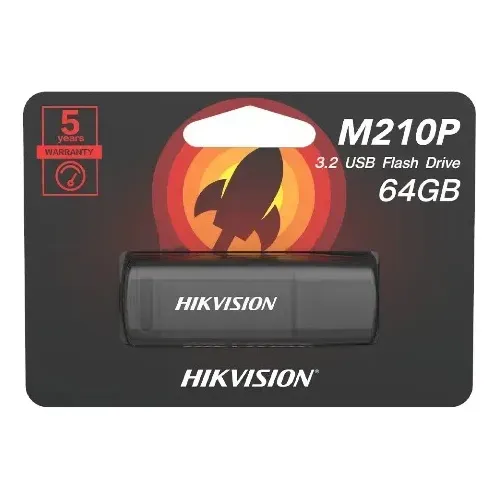 5
years
WARRANTY
M210P
3.2 USB Flash Drive
64GB
HIKVISION
HIKVISION®